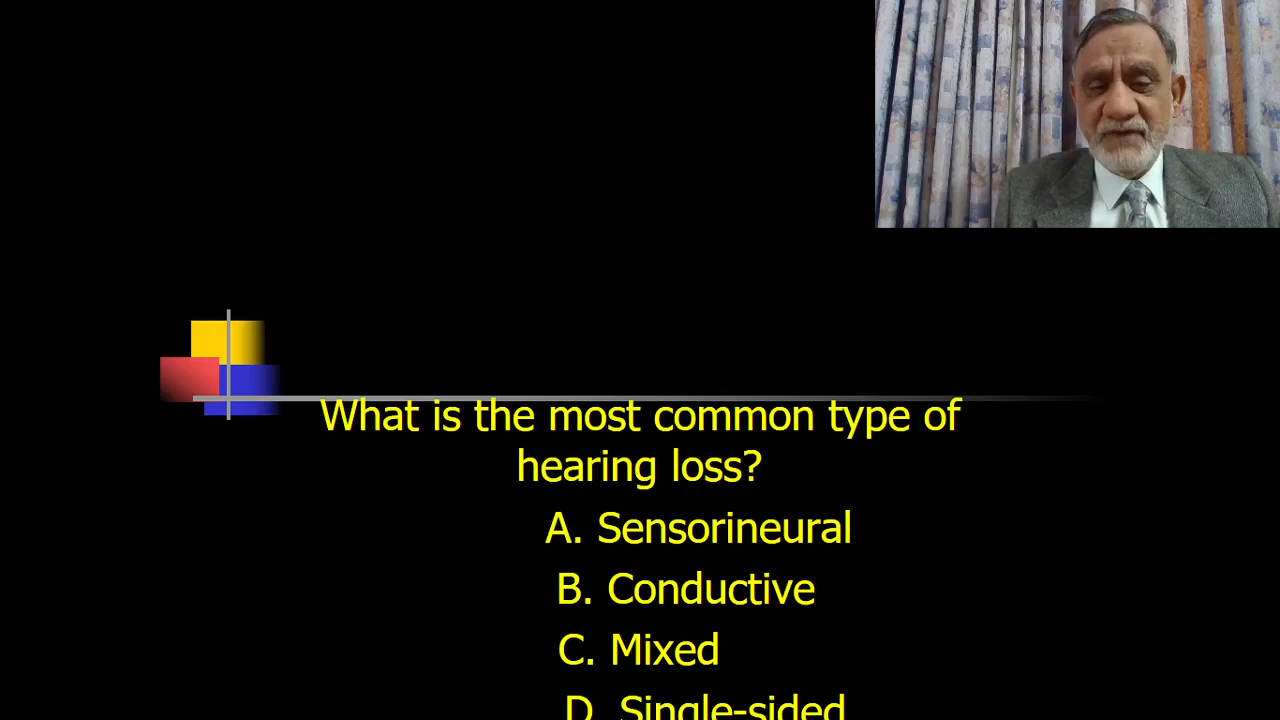 What is the most common type of
hearing loss?
A. Sensorineural
B. Conductive
C. Mixed
D. Single-sided